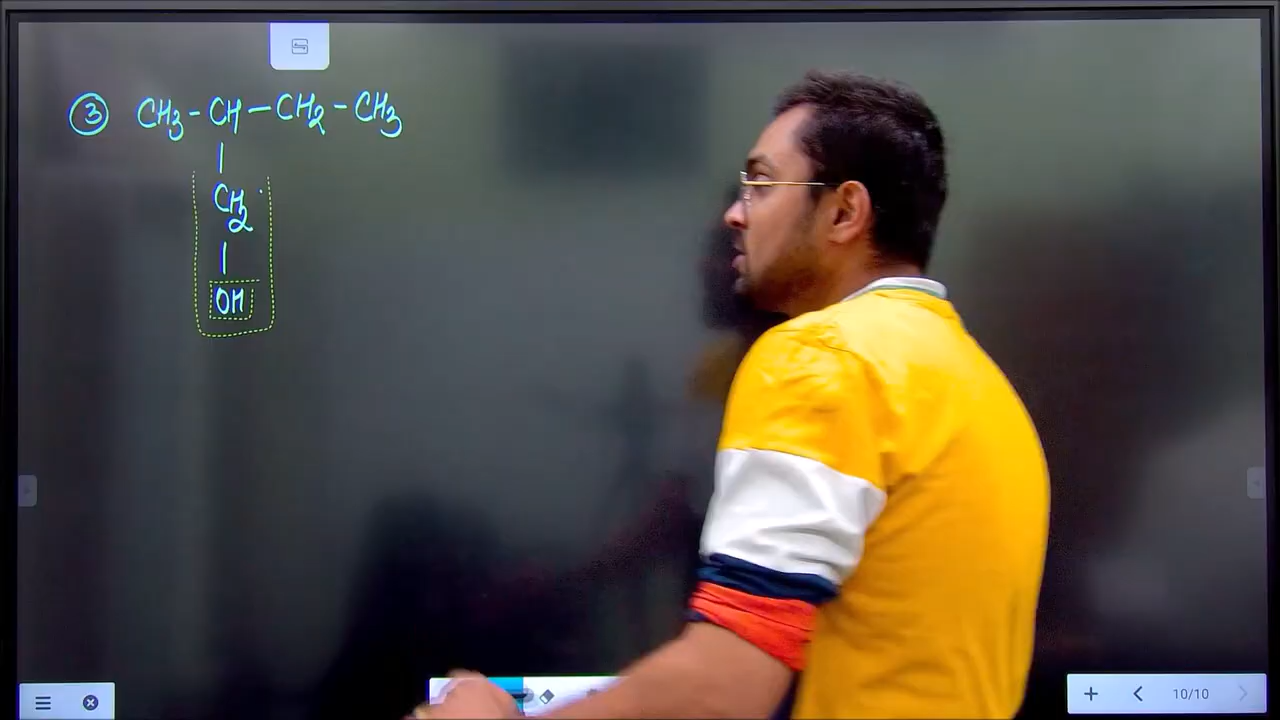 ③ CH3 - CH - CH2 - CH3
|
CH2
|
OH
10/10